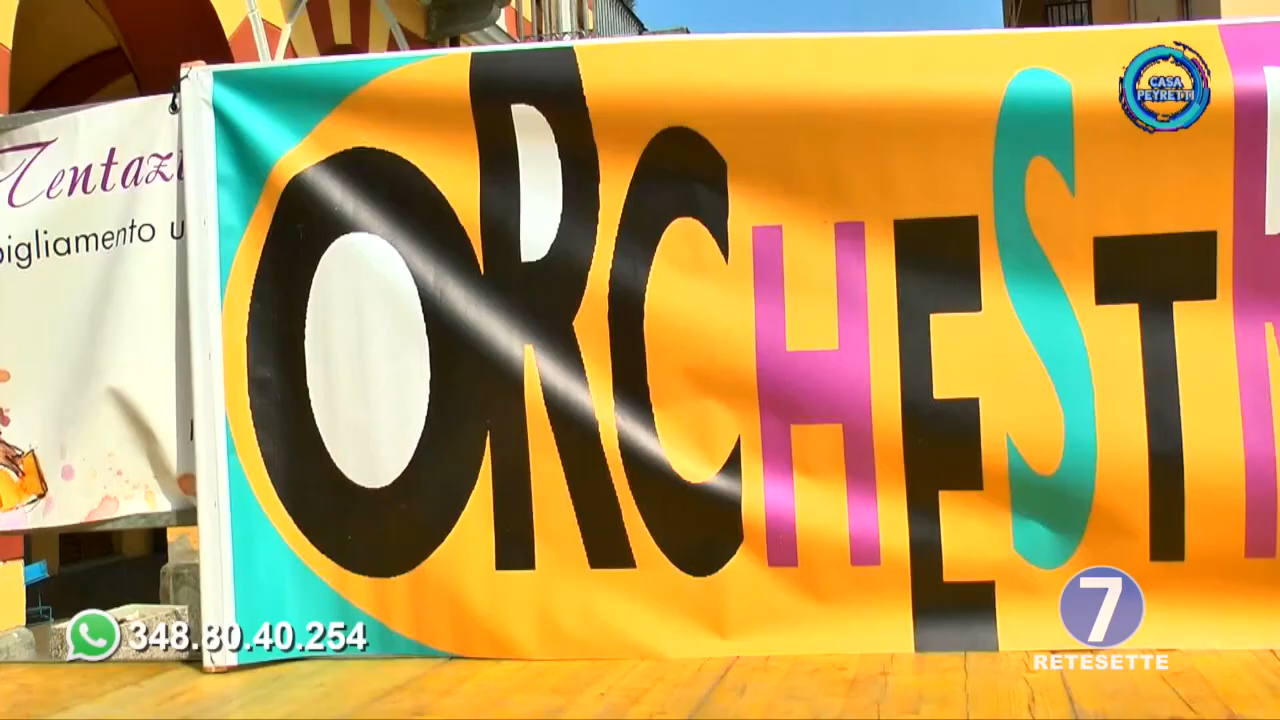 CASA
PEYRETTI
Tentazi
bigliamento u
ORCHESTR
348.80.40.254
7
RETESETTE